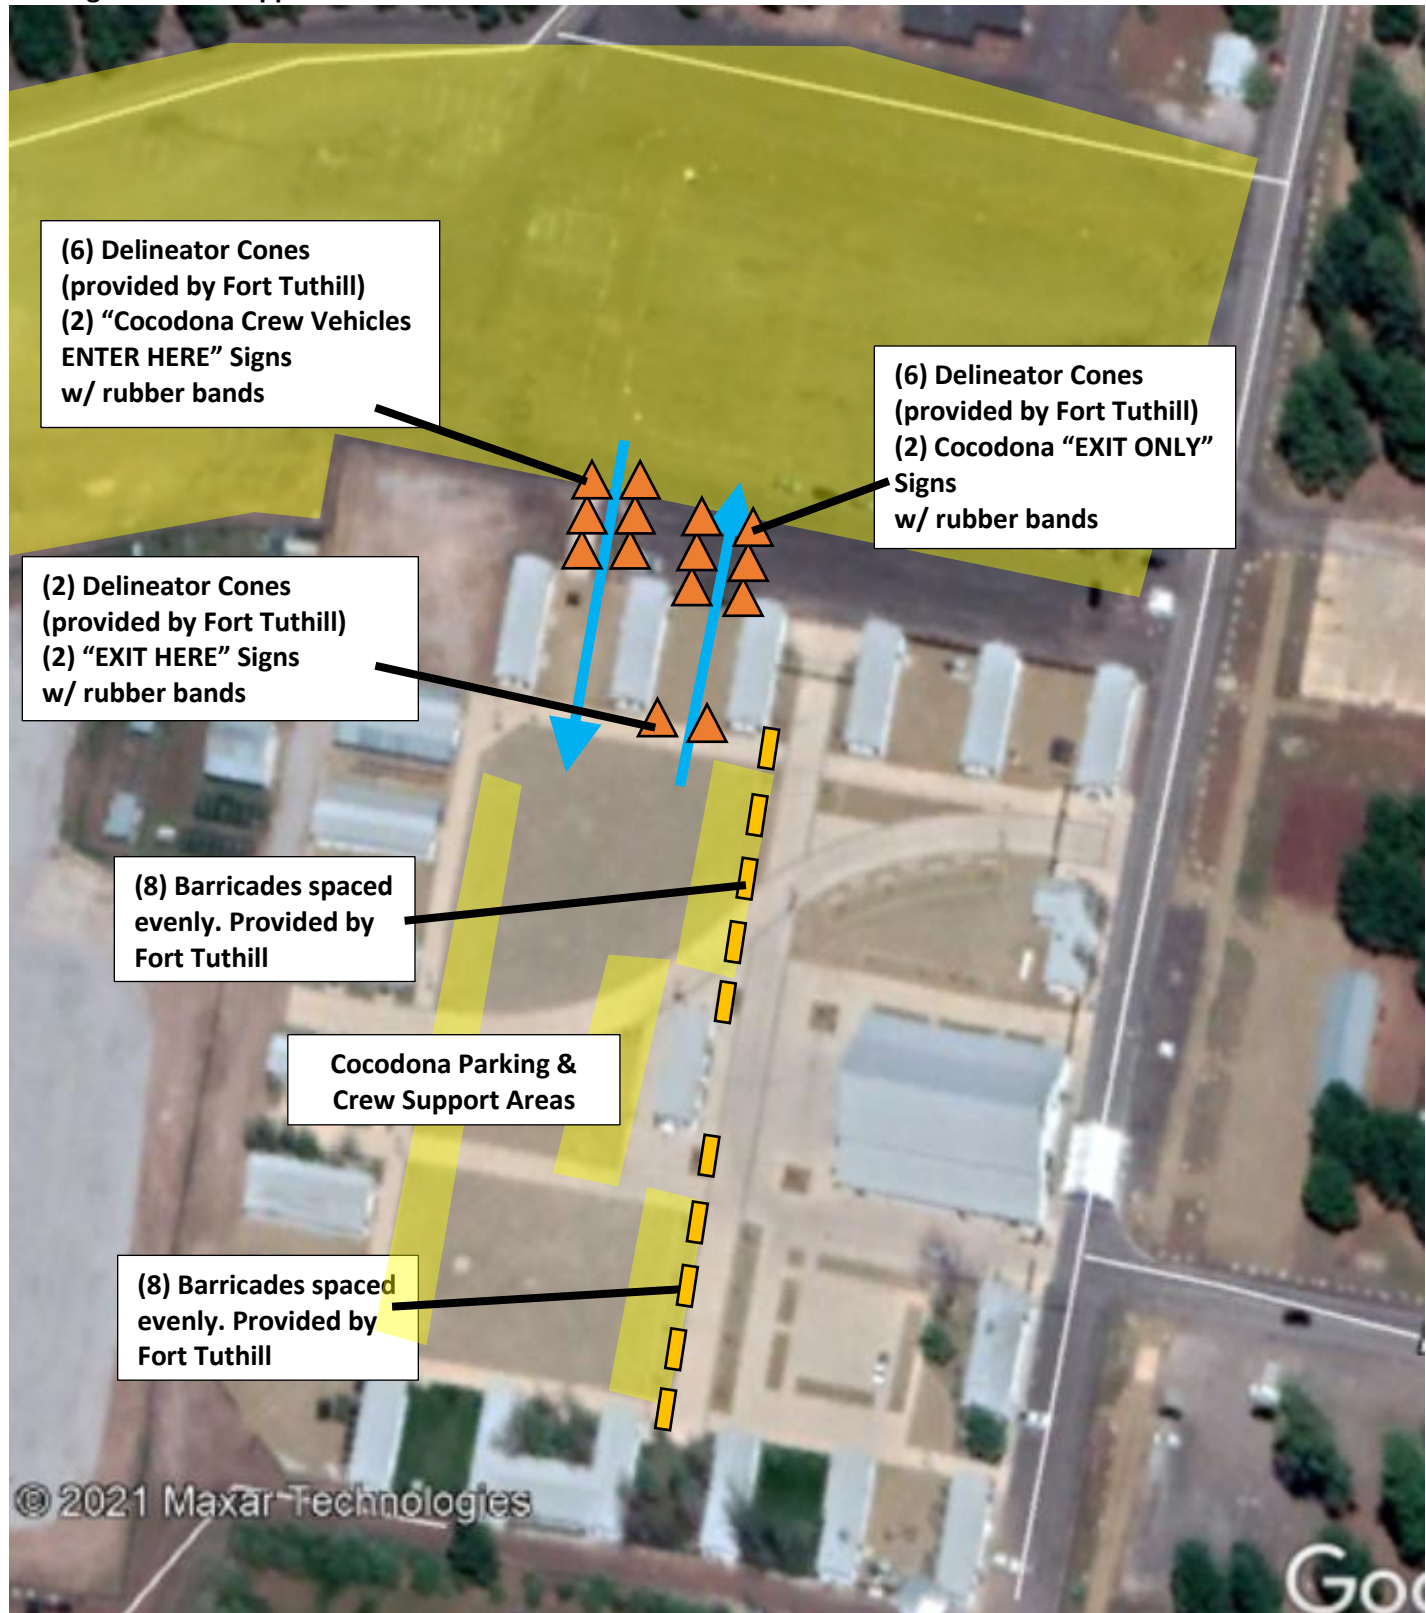 (6) Delineator Cones
(provided by Fort Tuthill)
(2) “Cocodona Crew Vehicles
ENTER HERE” Signs
w/ rubber bands
(6) Delineator Cones
(provided by Fort Tuthill)
(2) Cocodona “EXIT ONLY”
Signs
w/ rubber bands
(2) Delineator Cones
(provided by Fort Tuthill)
(2) “EXIT HERE” Signs
w/ rubber bands
(8) Barricades spaced
evenly. Provided by
Fort Tuthill
Cocodona Parking &
Crew Support Areas
(8) Barricades spaced
evenly. Provided by
Fort Tuthill
© 2021 Maxar Technologies
Goo